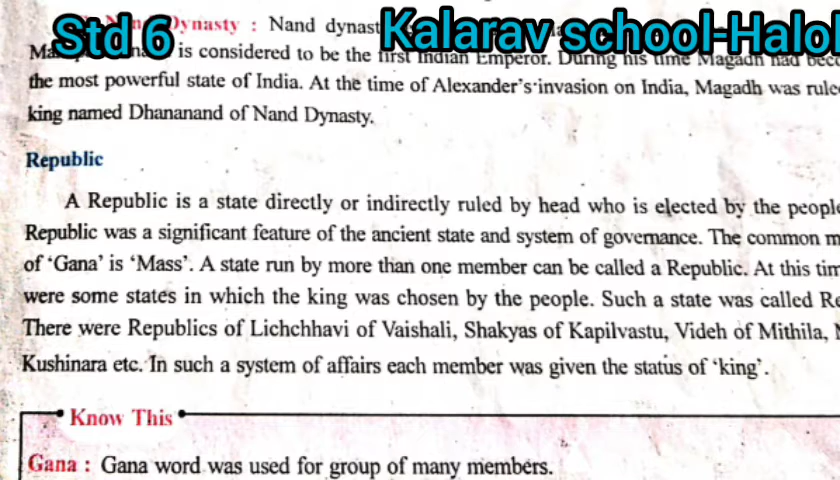 Std 6
Kalarav school-Halol
Nand Dynasty : Nand dynast
is considered to be the first Indian Emperor. During his time Magadh had bec
the most powerful state of India. At the time of Alexander's invasion on India, Magadh was rule
king named Dhananand of Nand Dynasty.
Republic
A Republic is a state directly or indirectly ruled by head who is elected by the people
Republic was a significant feature of the ancient state and system of governance. The common m
of 'Gana' is 'Mass'. A state run by more than one member can be called a Republic. At this tim
were some states in which the king was chosen by the people. Such a state was called Re
There were Republics of Lichchhavi of Vaishali, Shakyas of Kapilvastu, Videh of Mithila,
Kushinara etc. In such a system of affairs each member was given the status of 'king'.
Know This
Gana : Gana word was used for group of many members.